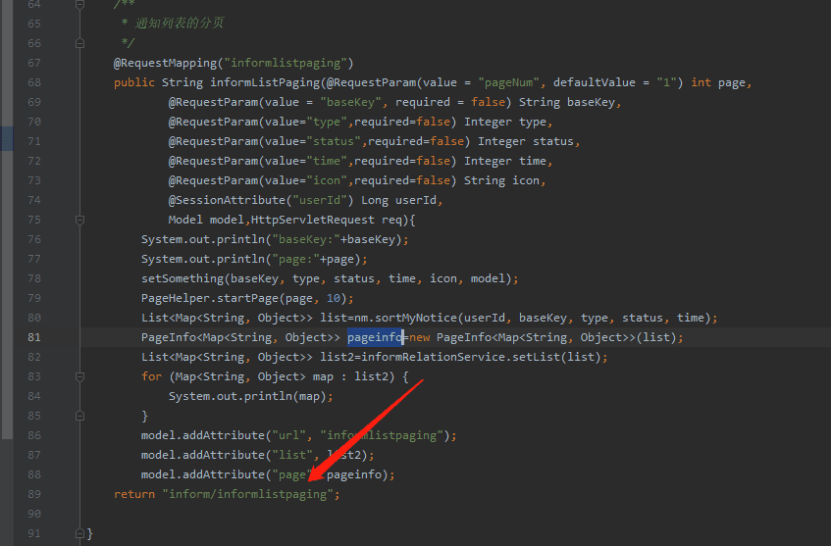 64 /**
65 * 通知列表的分页
66 */
67 @RequestMapping("informlistpaging")
68 public String informListPaging(@RequestParam(value = "pageNum", defaultValue = "1") int page,
69 @RequestParam(value = "baseKey", required = false) String baseKey,
70 @RequestParam(value="type",required=false) Integer type,
71 @RequestParam(value="status",required=false) Integer status,
72 @RequestParam(value="time",required=false) Integer time,
73 @RequestParam(value="icon",required=false) String icon,
74 @SessionAttribute("userId") Long userId,
75 Model model,HttpServletRequest req){
76 System.out.println("baseKey:"+baseKey);
77 System.out.println("page:"+page);
78 setSomething(baseKey, type, status, time, icon, model);
79 PageHelper.startPage(page, 10);
80 List<Map<String, Object>> list=nm.sortMyNotice(userId, baseKey, type, status, time);
81 PageInfo<Map<String, Object>> pageinfo=new PageInfo<Map<String, Object>>(list);
82 List<Map<String, Object>> list2=informRelationService.setList(list);
83 for (Map<String, Object> map : list2) {
84 System.out.println(map);
85 }
86 model.addAttribute("url", "informlistpaging");
87 model.addAttribute("list", list2);
88 model.addAttribute("page", pageinfo);
89 return "inform/informlistpaging";
90
91 }